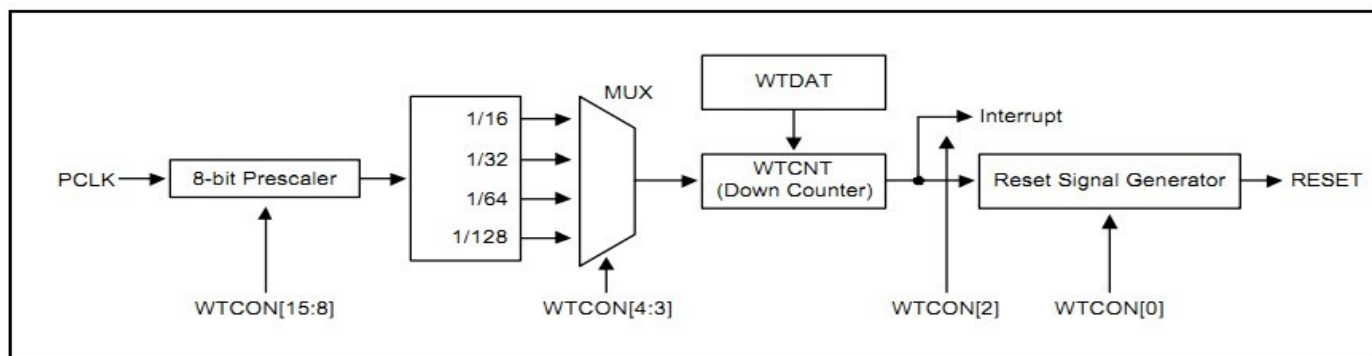 WTDAT
MUX
1/16
Interrupt
1/32
PCLK
8-bit Prescaler
WTCNT
(Down Counter)
Reset Signal Generator
RESET
1/64
1/128
WTCON[15:8]
WTCON[4:3]
WTCON[2]
WTCON[0]